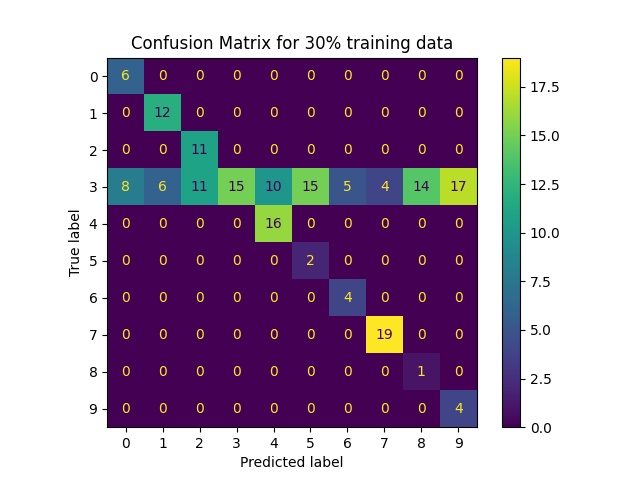 Confusion Matrix for 30% training data
0 6 0 0 0 0 0 0 0 0 0
1 0 12 0 0 0 0 0 0 0 0
2 0 0 11 0 0 0 0 0 0 0
3 8 6 11 15 10 15 5 4 14 17
4 0 0 0 0 16 0 0 0 0 0
5 0 0 0 0 0 2 0 0 0 0
6 0 0 0 0 0 0 4 0 0 0
7 0 0 0 0 0 0 0 19 0 0
8 0 0 0 0 0 0 0 0 1 0
9 0 0 0 0 0 0 0 0 0 4
0 1 2 3 4 5 6 7 8 9
Predicted label
True label
17.5
15.0
12.5
10.0
7.5
5.0
2.5
0.0